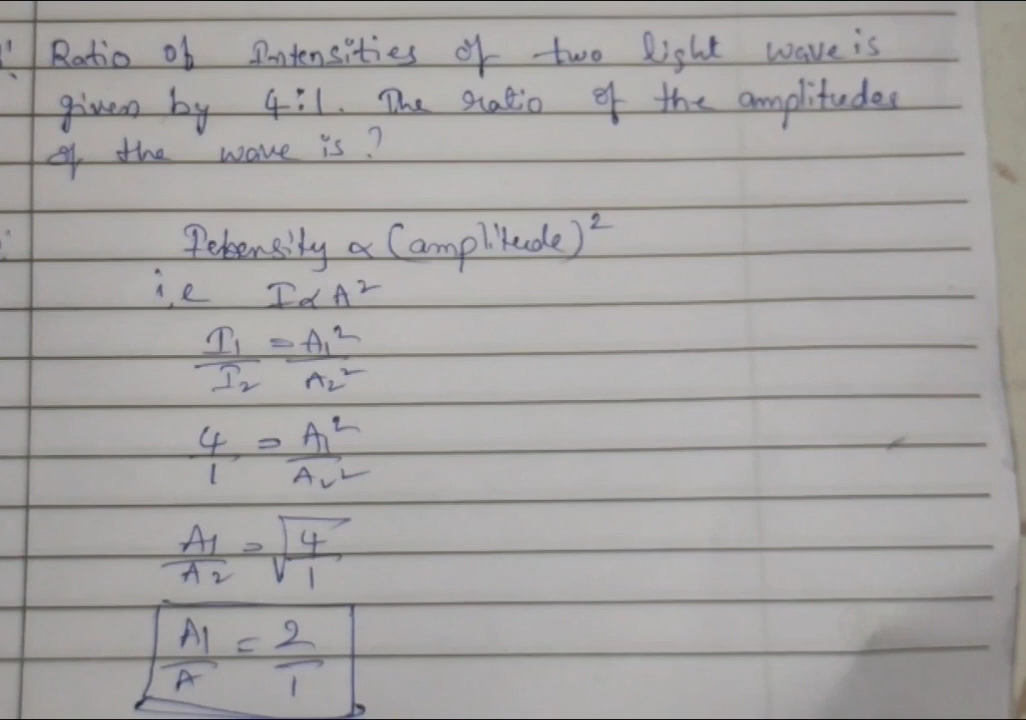 Ratio of Intensities of two light wave is
given by 4:1. The ratio of the amplitudes
of the wave is?
Intensity ∝ (amplitude)²
i.e I ∝ A²
I₁/I₂ = A₁²/A₂²
4/1 = A₁²/A₂²
A₁/A₂ = √4/1
A₁/A = 2/1